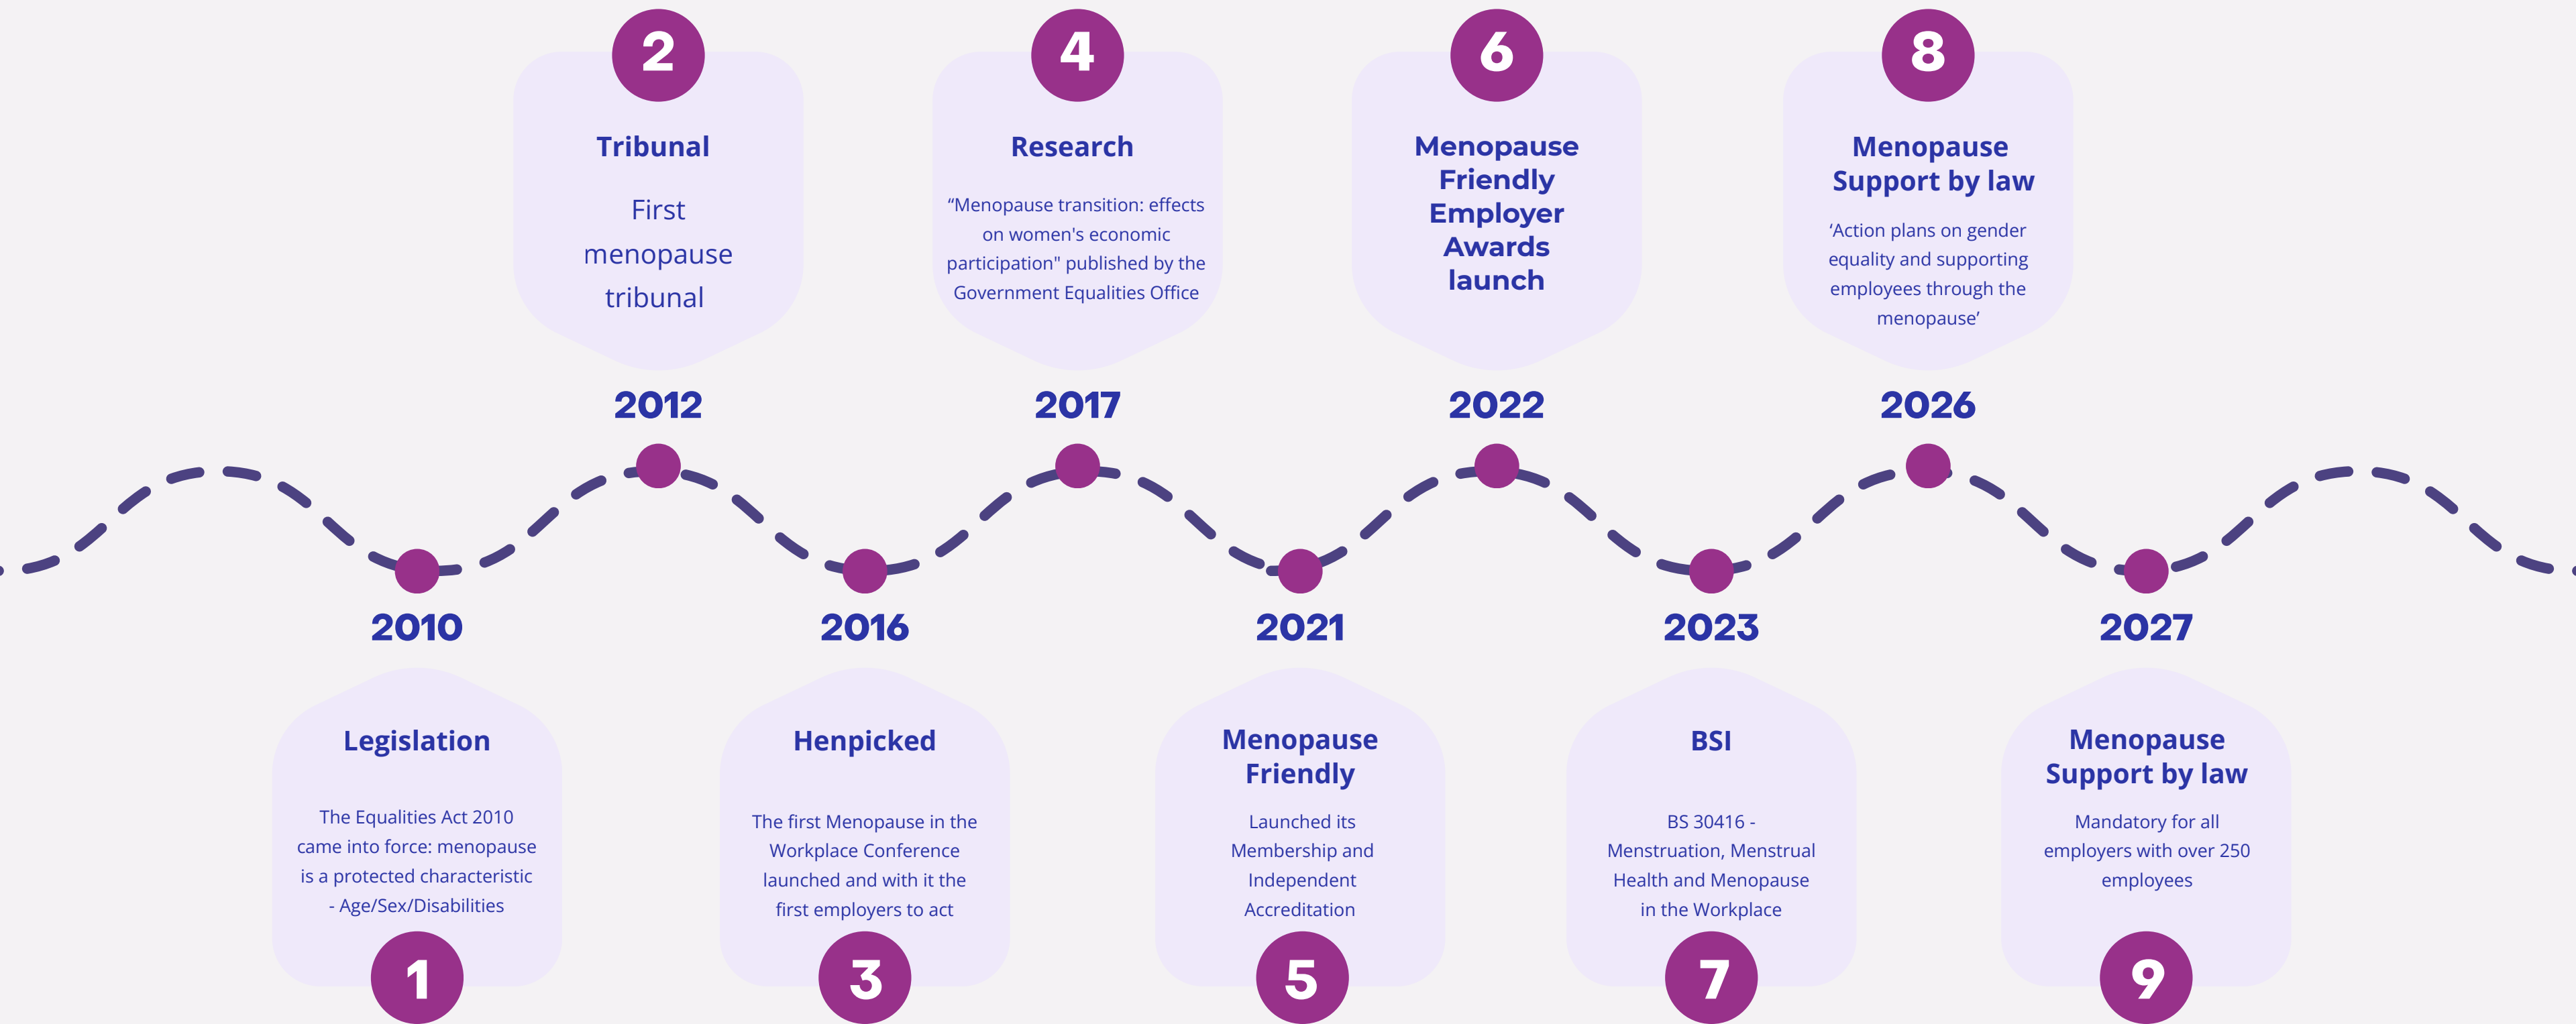 2
Tribunal
First
menopause
tribunal
2012
4
Research
“Menopause transition: effects
on women's economic
participation" published by the
Government Equalities Office
2017
6
Menopause
Friendly
Employer
Awards
launch
2022
8
Menopause
Support by law
‘Action plans on gender
equality and supporting
employees through the
menopause’
2026
2010
Legislation
The Equalities Act 2010
came into force: menopause
is a protected characteristic
- Age/Sex/Disabilities
1
2016
Henpicked
The first Menopause in the
Workplace Conference
launched and with it the
first employers to act
3
2021
Menopause
Friendly
Launched its
Membership and
Independent
Accreditation
5
2023
BSI
BS 30416 -
Menstruation, Menstrual
Health and Menopause
in the Workplace
7
2027
Menopause
Support by law
Mandatory for all
employers with over 250
employees
9